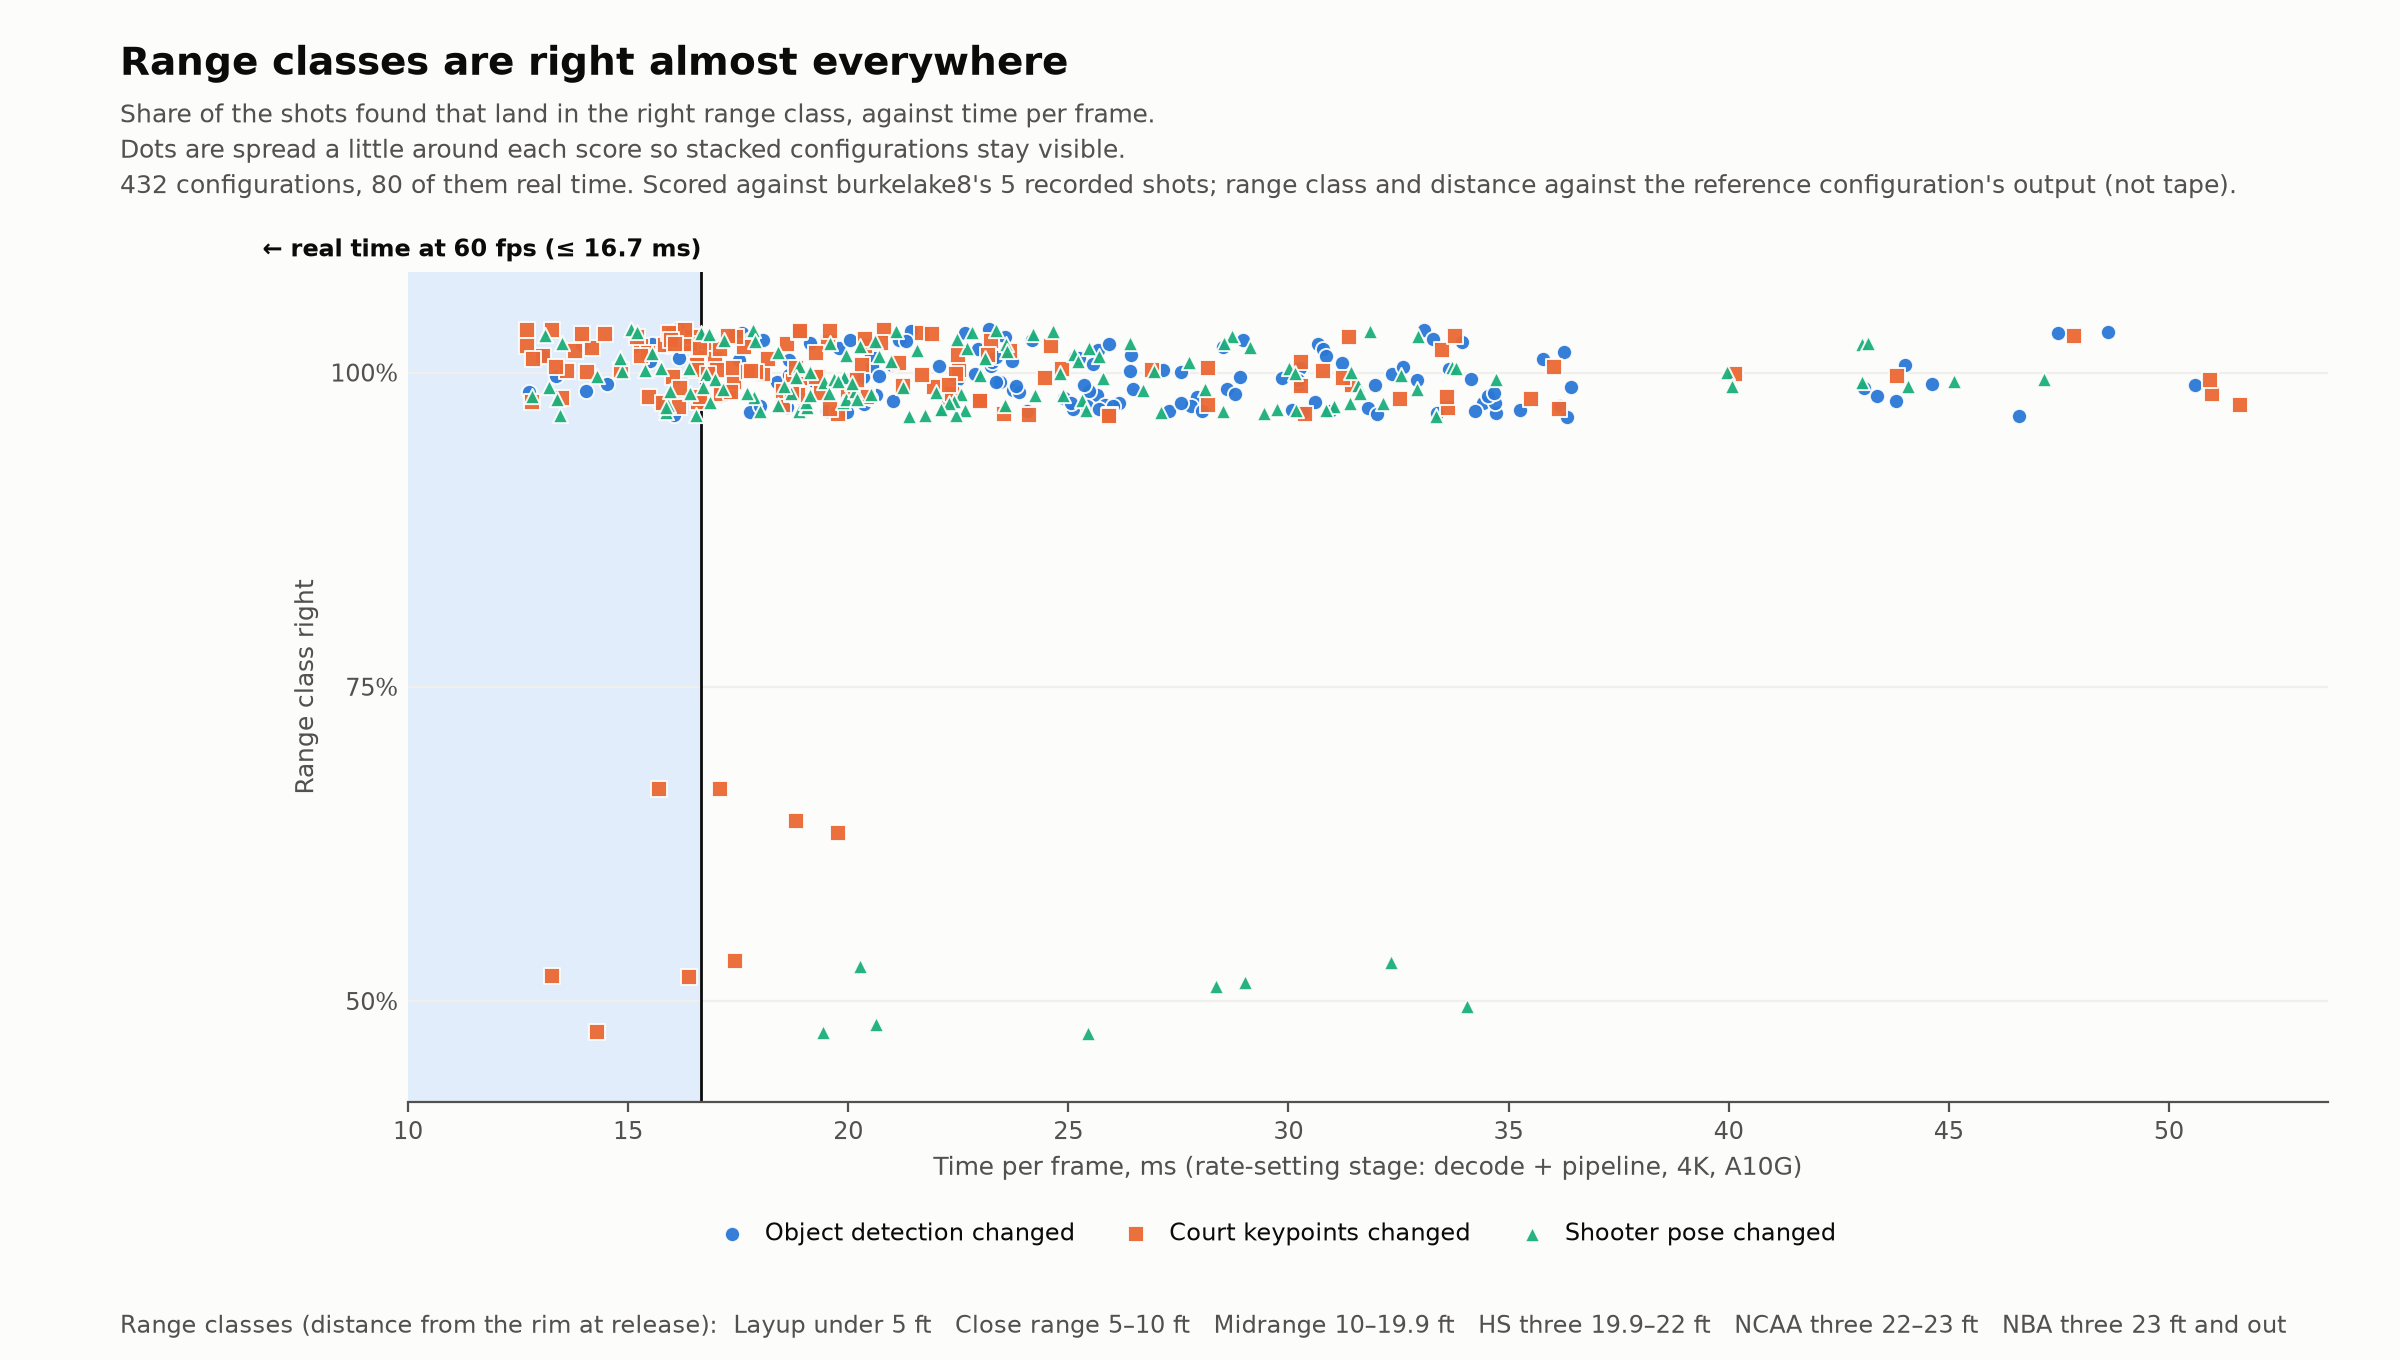 Range classes are right almost everywhere
Share of the shots found that land in the right range class, against time per frame.
Dots are spread a little around each score so stacked configurations stay visible.
432 configurations, 80 of them real time. Scored against burkelake8's 5 recorded shots; range class and distance against the reference configuration's output (not tape).
← real time at 60 fps (≤ 16.7 ms)
100%
75%
50%
Range class right
10 15 20 25 30 35 40 45 50
Time per frame, ms (rate-setting stage: decode + pipeline, 4K, A10G)
Object detection changed Court keypoints changed Shooter pose changed
Range classes (distance from the rim at release): Layup under 5 ft Close range 5–10 ft Midrange 10–19.9 ft HS three 19.9–22 ft NCAA three 22–23 ft NBA three 23 ft and out